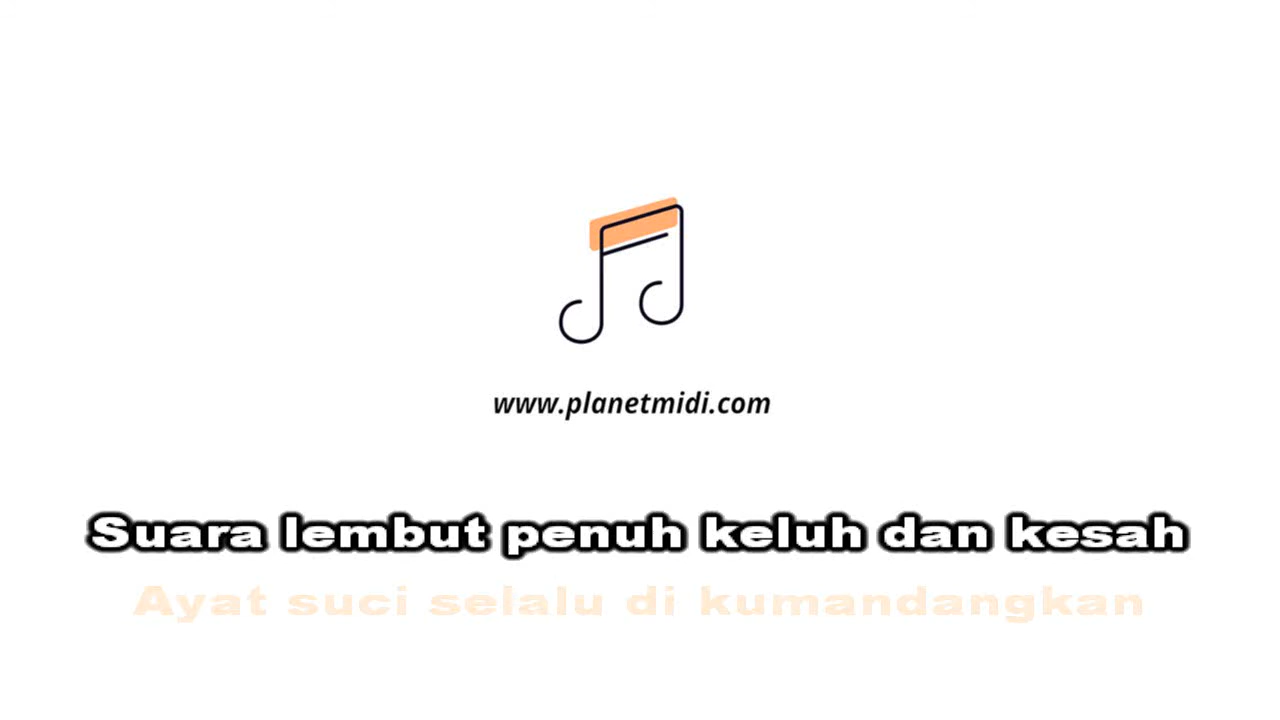 www.planetmidi.com
Suara lembut penuh keluh dan kesah
Ayat suci selalu di kumandangkan